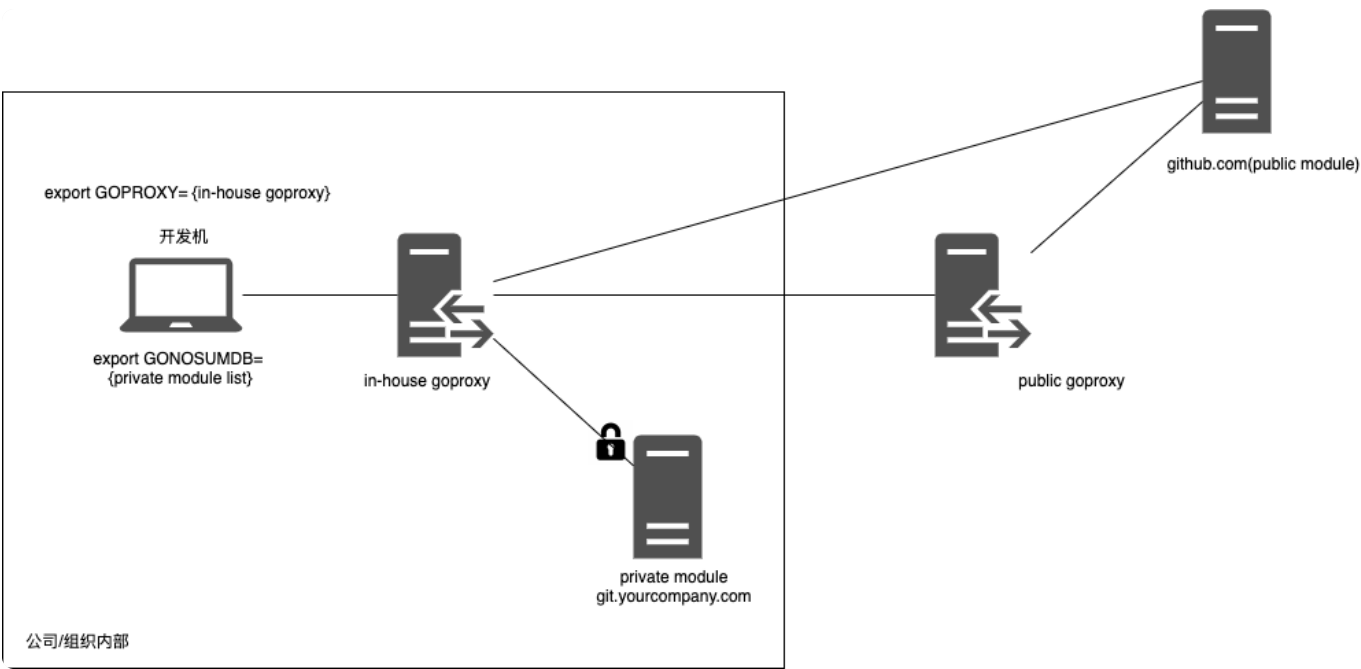 github.com(public module)
export GOPROXY= {in-house goproxy}
开发机
export GONOSUMDB=
{private module list}
in-house goproxy
public goproxy
private module
git.yourcompany.com
公司/组织内部